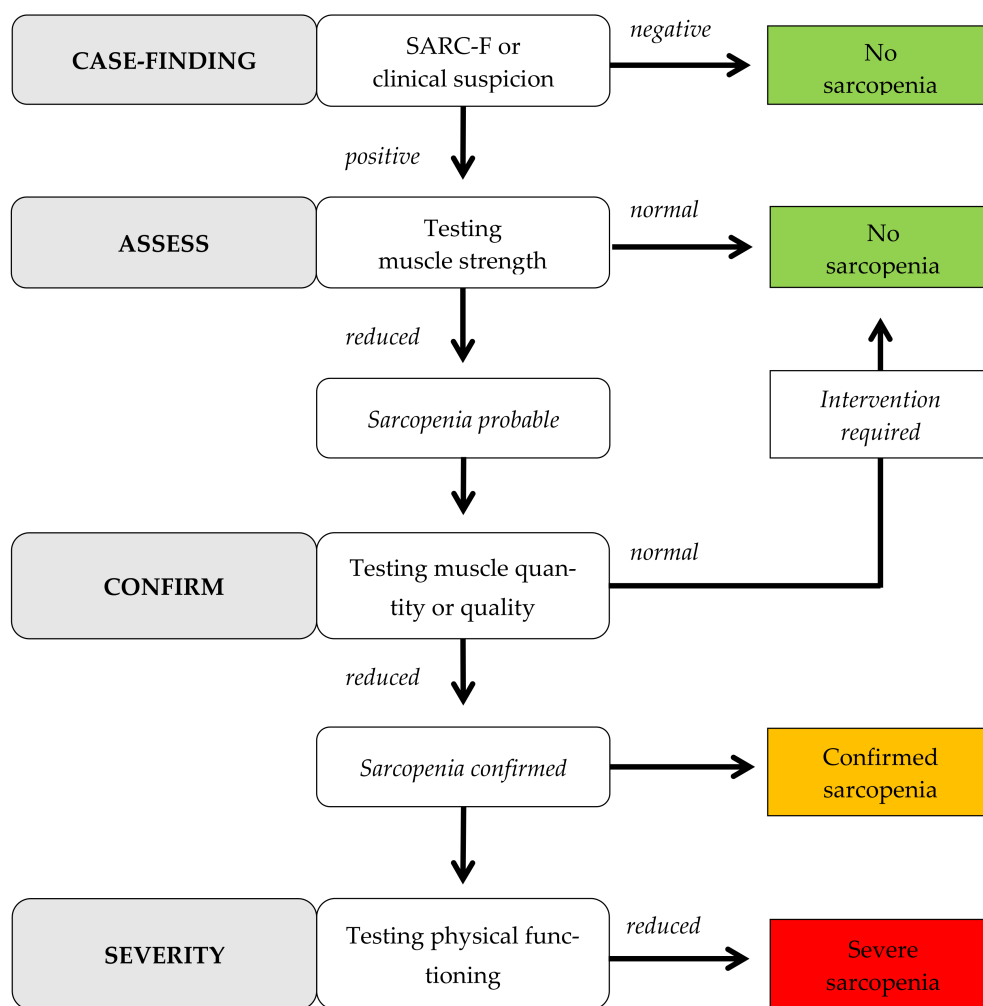 CASE-FINDING
SARC-F or
clinical suspicion
negative
No
sarcopenia
positive
ASSESS
Testing
muscle strength
normal
No
sarcopenia
reduced
Sarcopenia probable
Intervention
required
CONFIRM
Testing muscle quan-
tity or quality
normal
reduced
Sarcopenia confirmed
Confirmed
sarcopenia
SEVERITY
Testing physical func-
tioning
reduced
Severe
sarcopenia